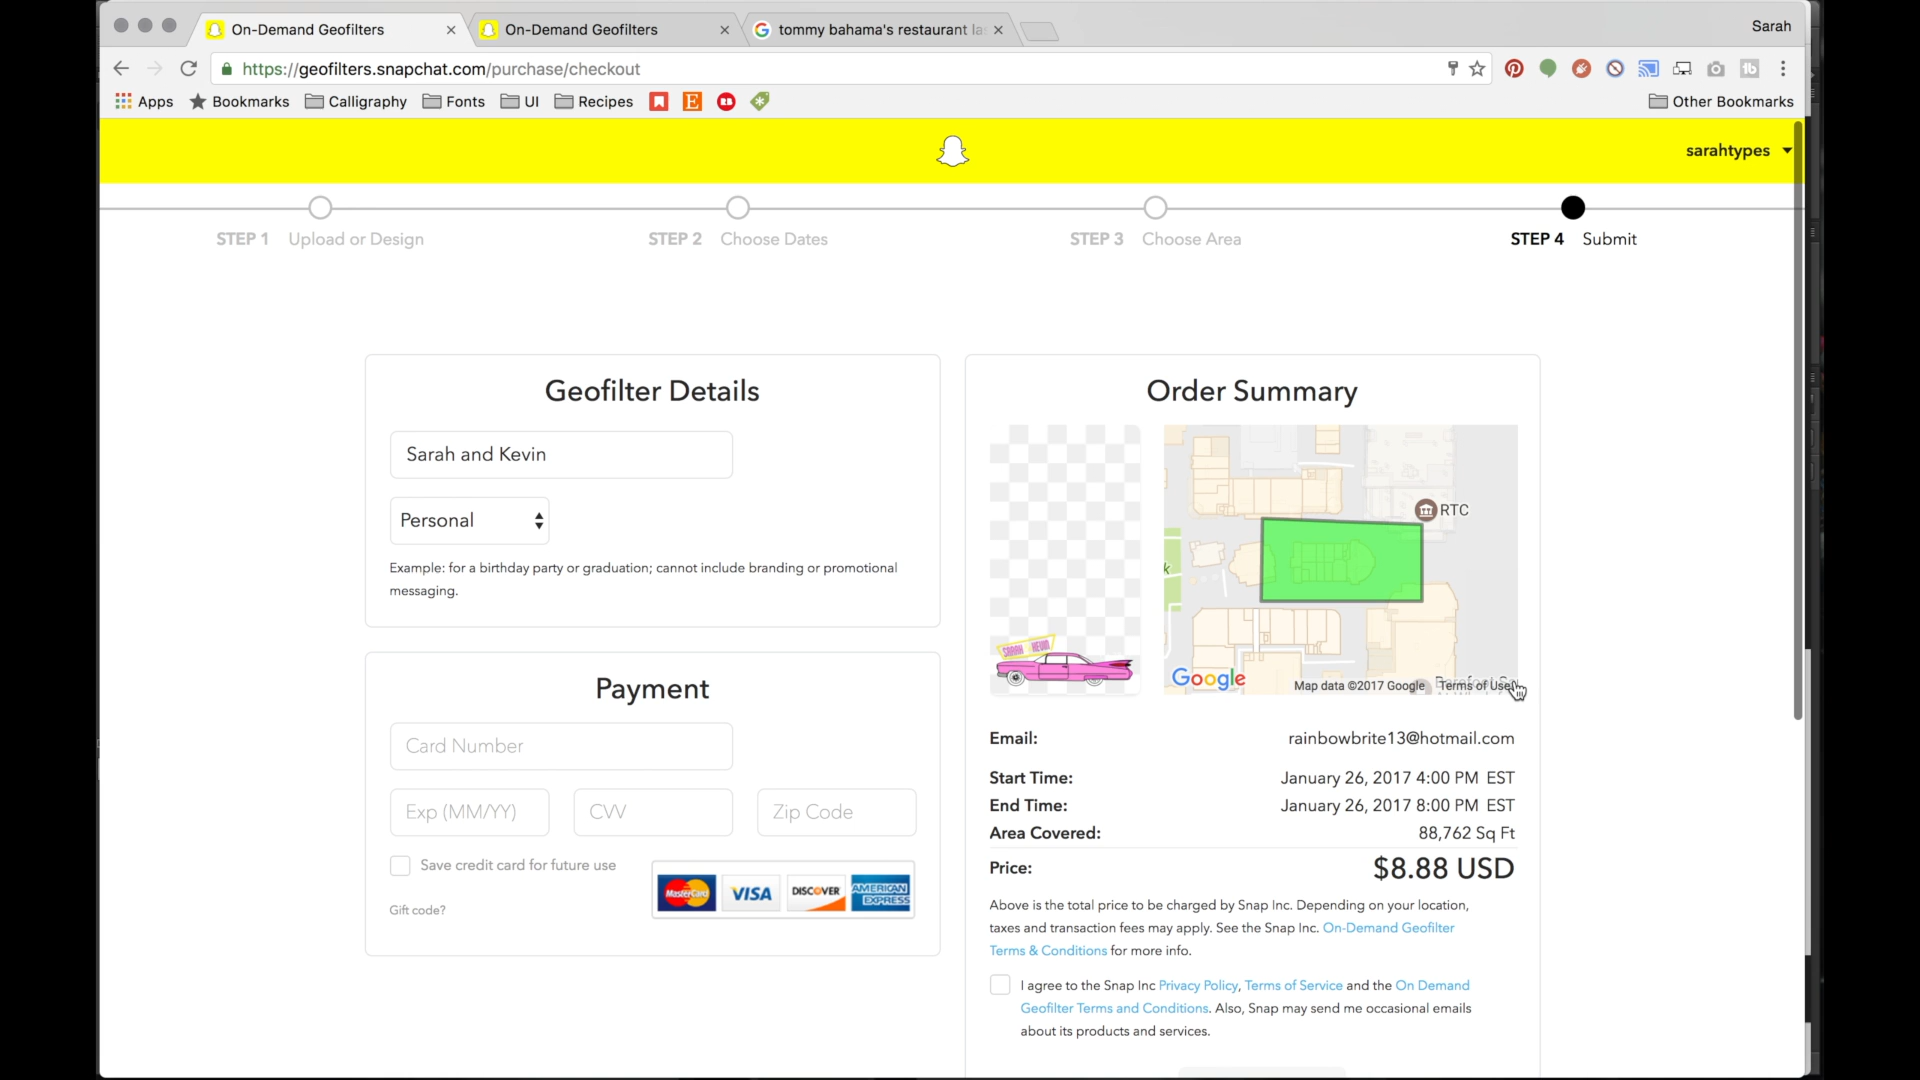 On-Demand Geofilters
On-Demand Geofilters
tommy bahama's restaurant la
Sarah
https://geofilters.snapchat.com/purchase/checkout
Apps
Bookmarks
Calligraphy
Fonts
UI
Recipes
Other Bookmarks
sarahtypes
STEP 1 Upload or Design
STEP 2 Choose Dates
STEP 3 Choose Area
STEP 4 Submit
Geofilter Details
Sarah and Kevin
Personal
Example: for a birthday party or graduation; cannot include branding or promotional
messaging.
Payment
Card Number
Exp (MM/YY)
CVV
Zip Code
Save credit card for future use
MasterCard
VISA
DISCOVER
AMERICAN
EXPRESS
Gift code?
Order Summary
SARAH KEVIN
RTC
k
Google
Map data ©2017 Google
Terms of Use
Email: rainbowbrite13@hotmail.com
Start Time: January 26, 2017 4:00 PM EST
End Time: January 26, 2017 8:00 PM EST
Area Covered: 88,762 Sq Ft
Price: $8.88 USD
Above is the total price to be charged by Snap Inc. Depending on your location,
taxes and transaction fees may apply. See the Snap Inc. On-Demand Geofilter
Terms & Conditions for more info.
I agree to the Snap Inc Privacy Policy, Terms of Service and the On Demand
Geofilter Terms and Conditions. Also, Snap may send me occasional emails
about its products and services.